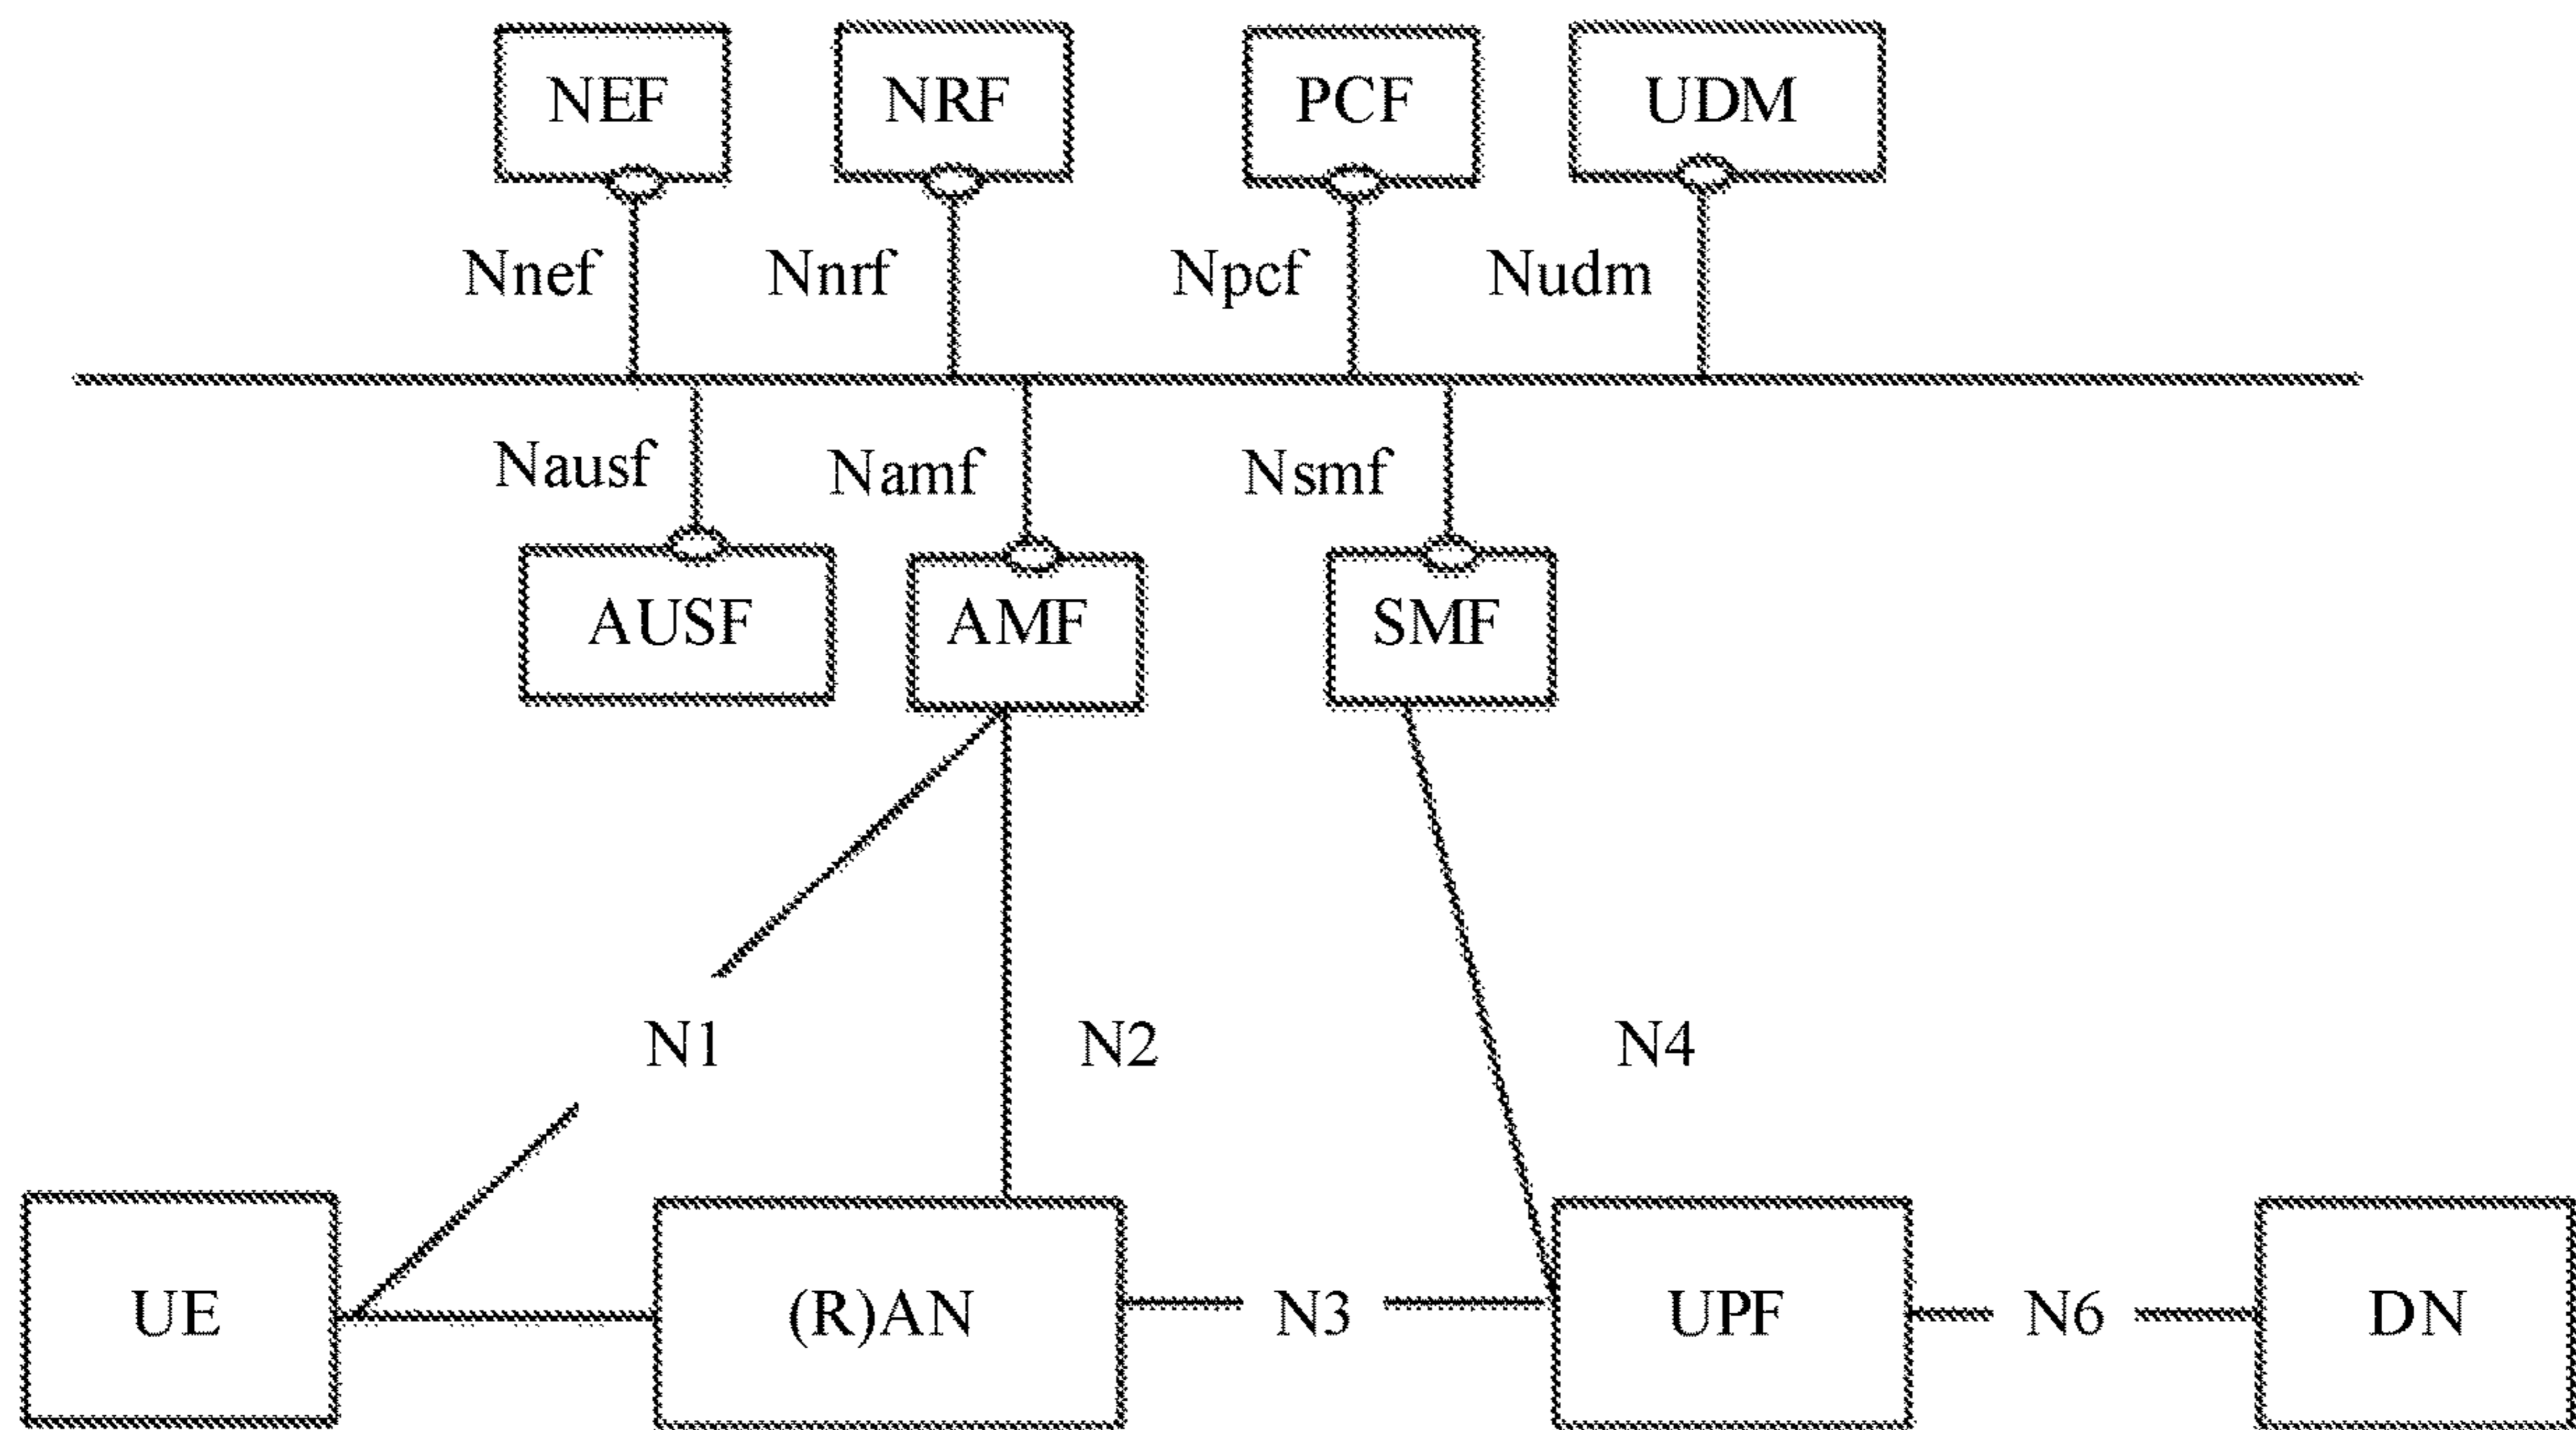 NEF NRF PCF UDM
Nnef Nnrf Npcf Nudm
Nausf Namf Nsmf
AUSF AMF SMF
N1 N2 N4
UE (R)AN N3 UPF N6 DN